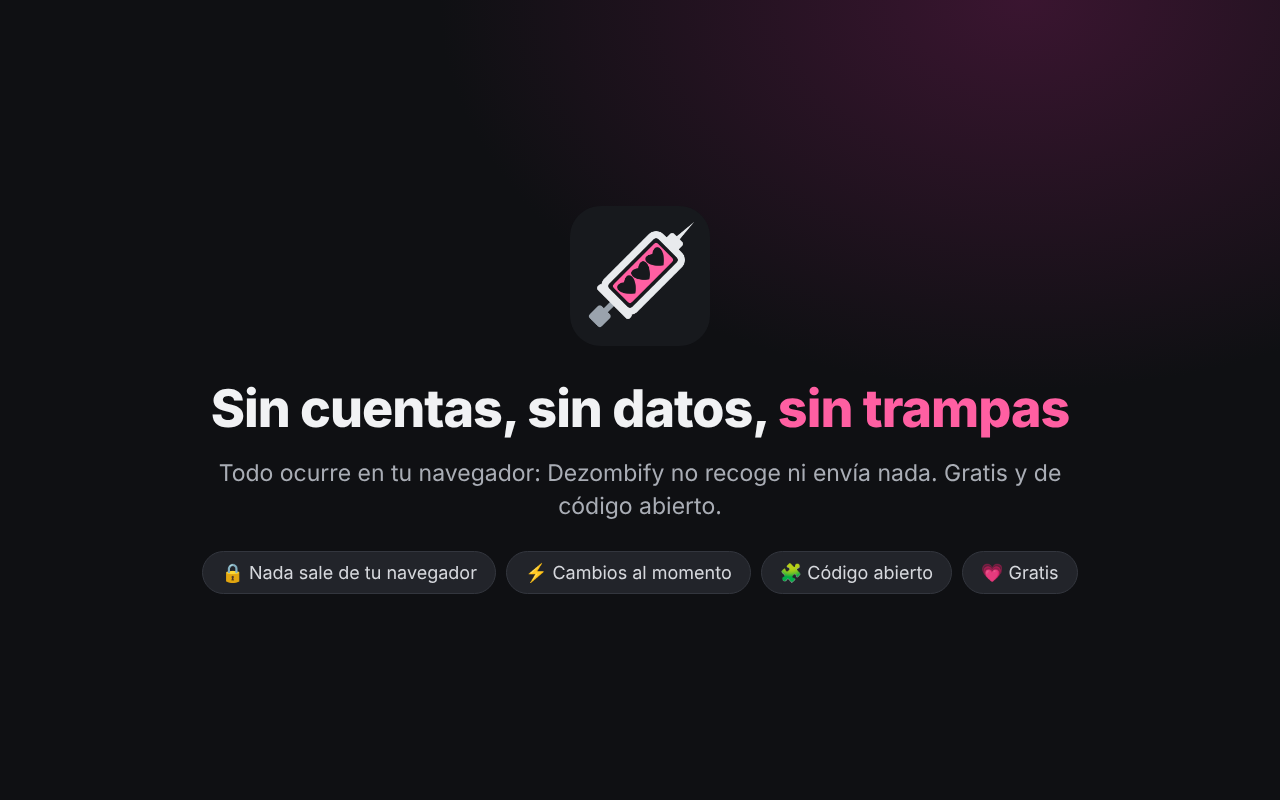 Sin cuentas, sin datos, sin trampas
Todo ocurre en tu navegador: Dezombify no recoge ni envía nada. Gratis y de
código abierto.
🔒 Nada sale de tu navegador
⚡ Cambios al momento
🧩 Código abierto
💗 Gratis